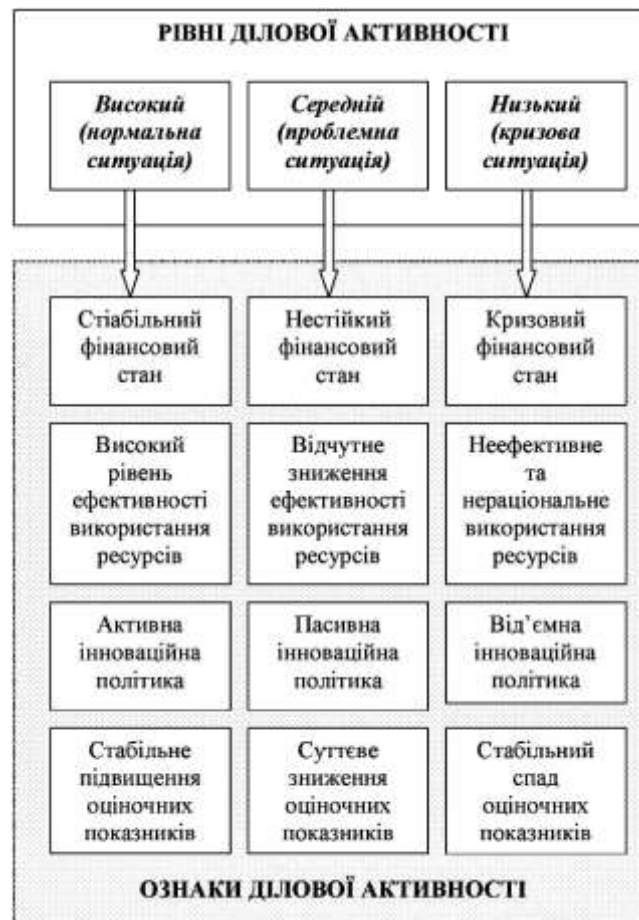 РІВНІ ДІЛОВОЇ АКТИВНОСТІ
Високий
(нормальна
ситуація)
Середній
(проблемна
ситуація)
Низький
(кризова
ситуація)
Стіабільний
фінансовий
стан
Нестійкий
фінансовий
стан
Кризовий
фінансовий
стан
Високий
рівень
ефективності
використання
ресурсів
Відчутне
зниження
ефективності
використання
ресурсів
Неефективне
та
нераціональне
використання
ресурсів
Активна
інноваційна
політика
Пасивна
інноваційна
політика
Від’ємна
інноваційна
політика
Стабільне
підвищення
оціночних
показників
Суттєве
зниження
оціночних
показників
Стабільний
спад
оціночних
показників
ОЗНАКИ ДІЛОВОЇ АКТИВНОСТІ